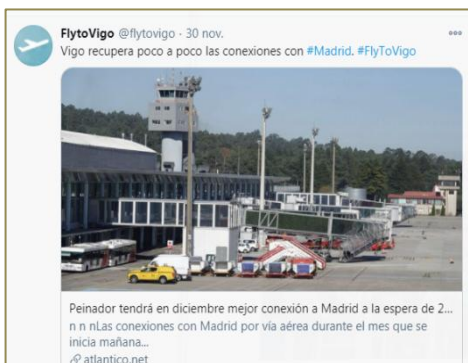 FlytoVigo @flytovigo · 30 nov.
Vigo recupera poco a poco las conexiones con #Madrid. #FlyToVigo
Peinador tendrá en diciembre mejor conexión a Madrid a la espera de 2...
n n nLas conexiones con Madrid por vía aérea durante el mes que se
inicia mañana...
atlantico.net